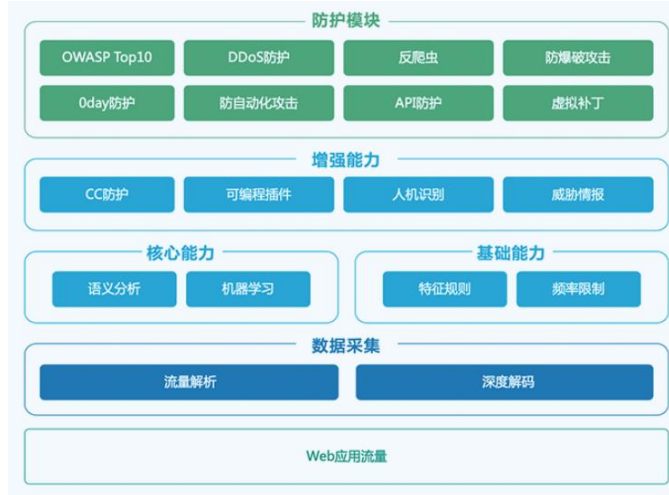 防护模块
OWASP Top10 DDoS防护 反爬虫 防爆破攻击
0day防护 防自动化攻击 API防护 虚拟补丁
增强能力
CC防护 可编程插件 人机识别 威胁情报
核心能力 基础能力
语义分析 机器学习 特征规则 频率限制
数据采集
流量解析 深度解码
Web应用流量